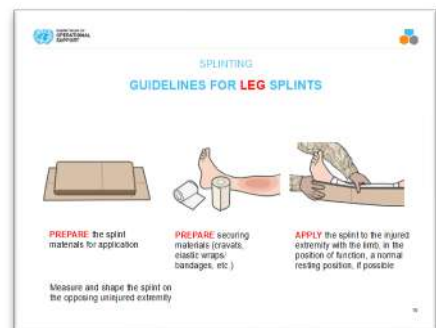 OPERATIONAL
SUPPORT
SPLINTING
GUIDELINES FOR LEG SPLINTS
PREPARE the splint
materials for application
PREPARE securing
materials (cravats,
elastic wraps/
bandages, etc.)
APPLY the splint to the injured
extremity with the limb, in the
position of function, a normal
resting position, if possible
Measure and shape the splint on
the opposing uninjured extremity